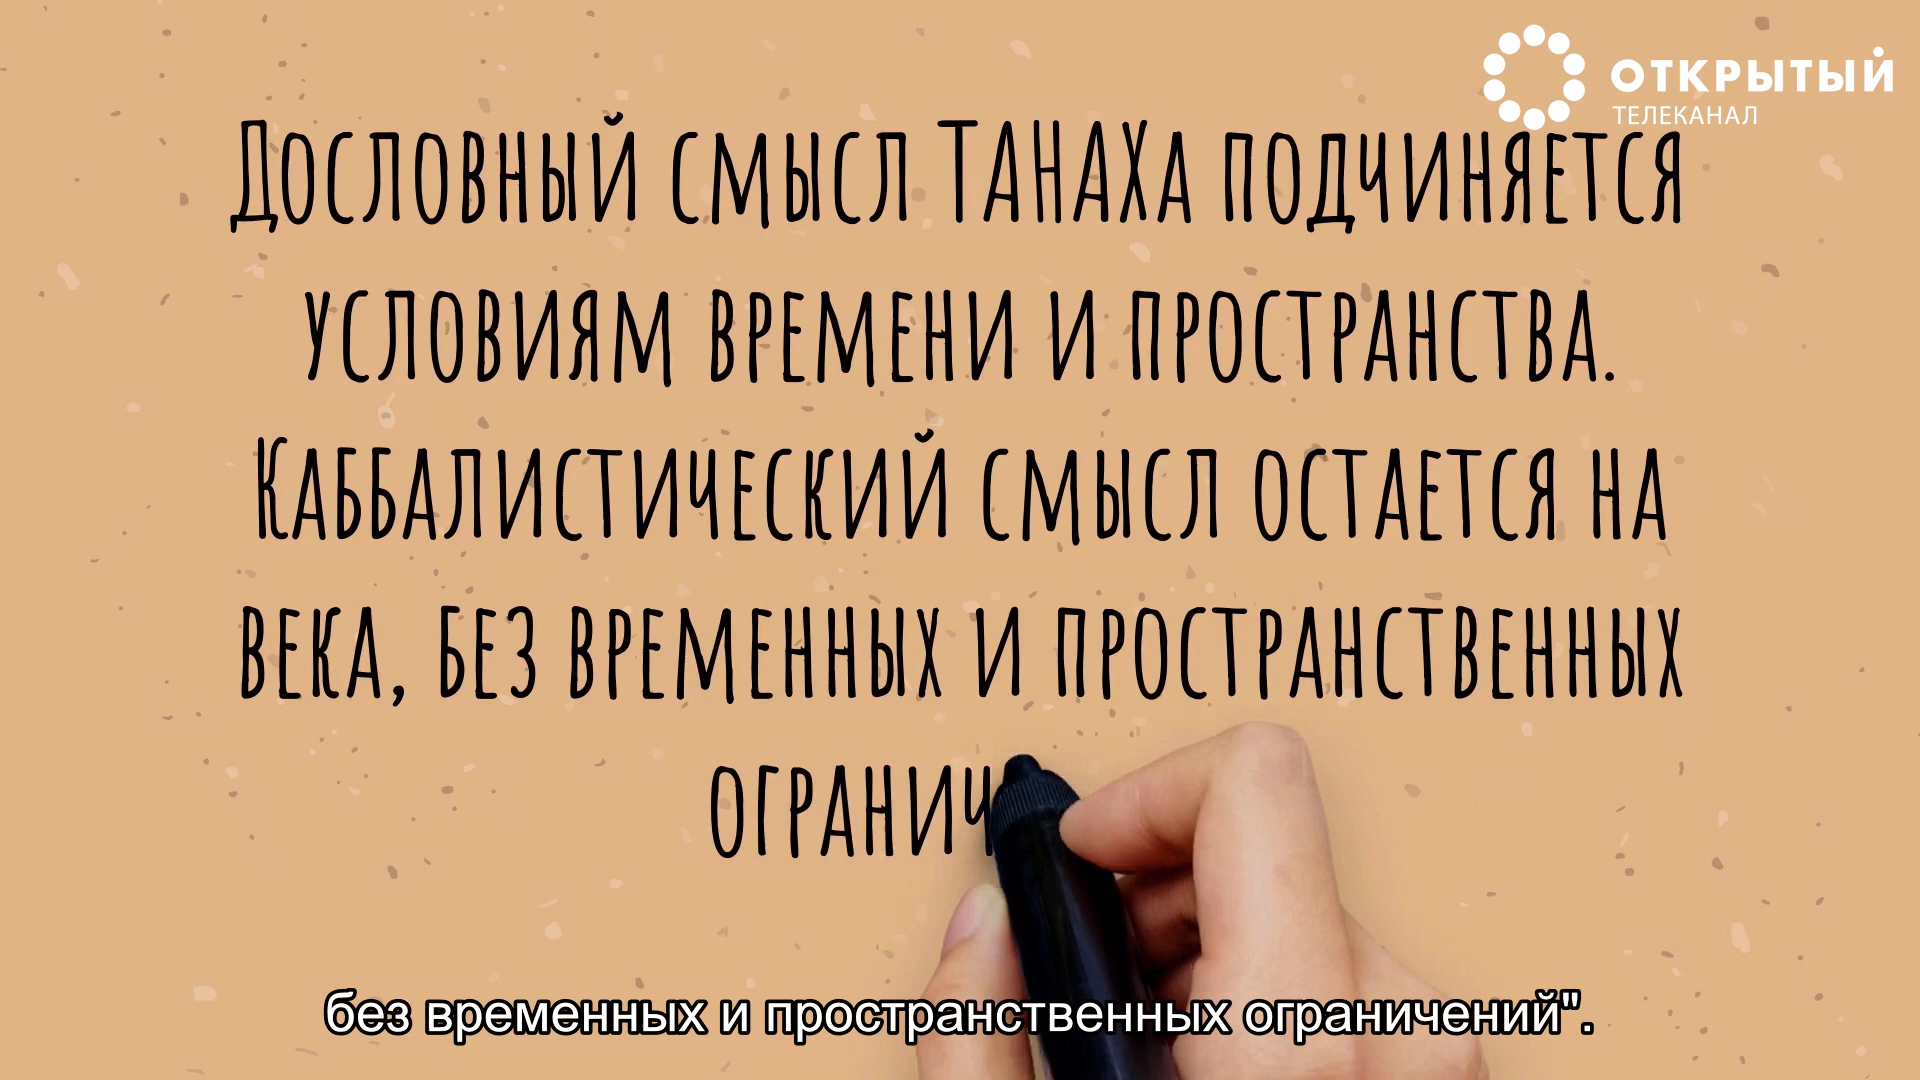 ОТКРЫТЫЙ
ТЕЛЕКАНАЛ
Дословный смысл ТАНАХа подчиняется
условиям времени и пространства.
Каббалистический смысл остается на
века, без временных и пространственных
огранич
без временных и пространственных ограничений".